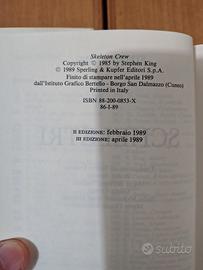 Skeleton Crew
Copyright © 1985 by Stephen King
© 1989 Sperling & Kupfer Editori S.p.A.
Finito di stampare nell'aprile 1989
dall'Istituto Grafico Bertello - Borgo San Dalmazzo (Cuneo)
Printed in Italy
ISBN 88-200-0853-X
86-I-89
II EDIZIONE: febbraio 1989
III EDIZIONE: aprile 1989
subito